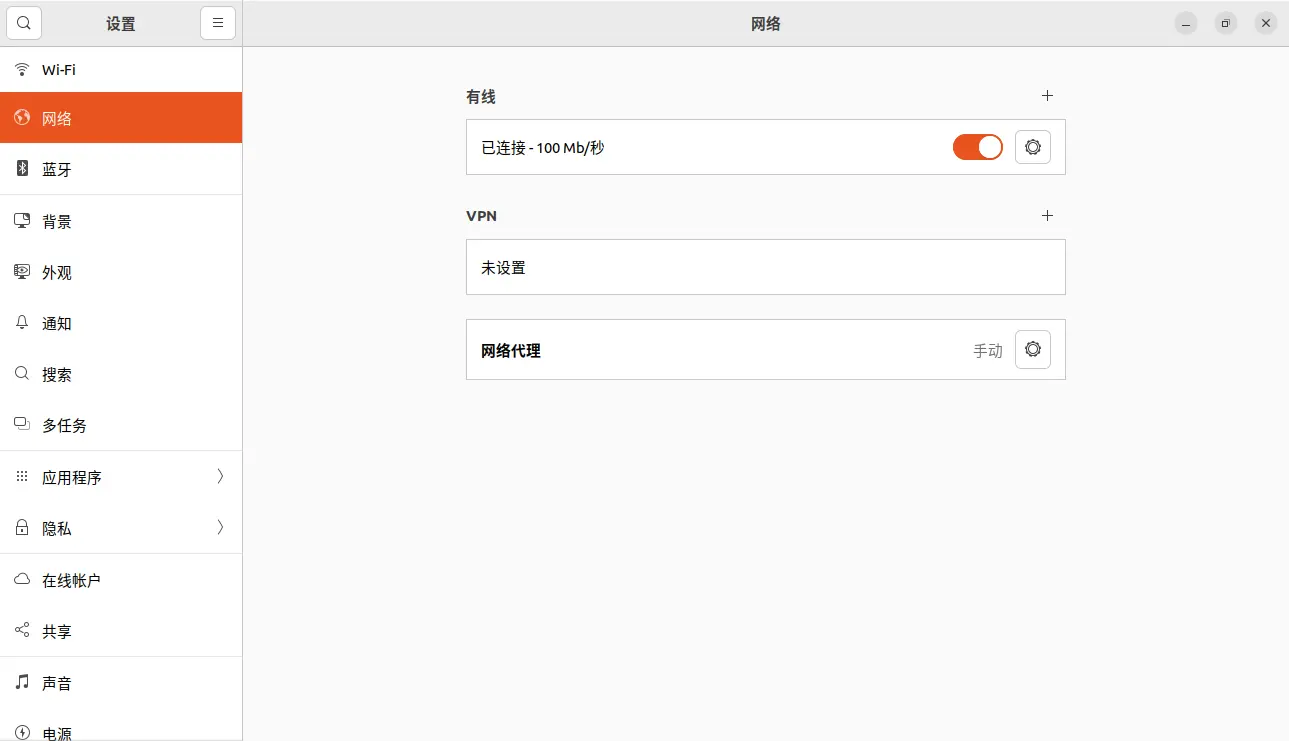 设置
网络
Wi-Fi
网络
蓝牙
背景
外观
通知
搜索
多任务
应用程序
隐私
在线帐户
共享
声音
电源
有线
已连接 - 100 Mb/秒
VPN
未设置
网络代理 手动